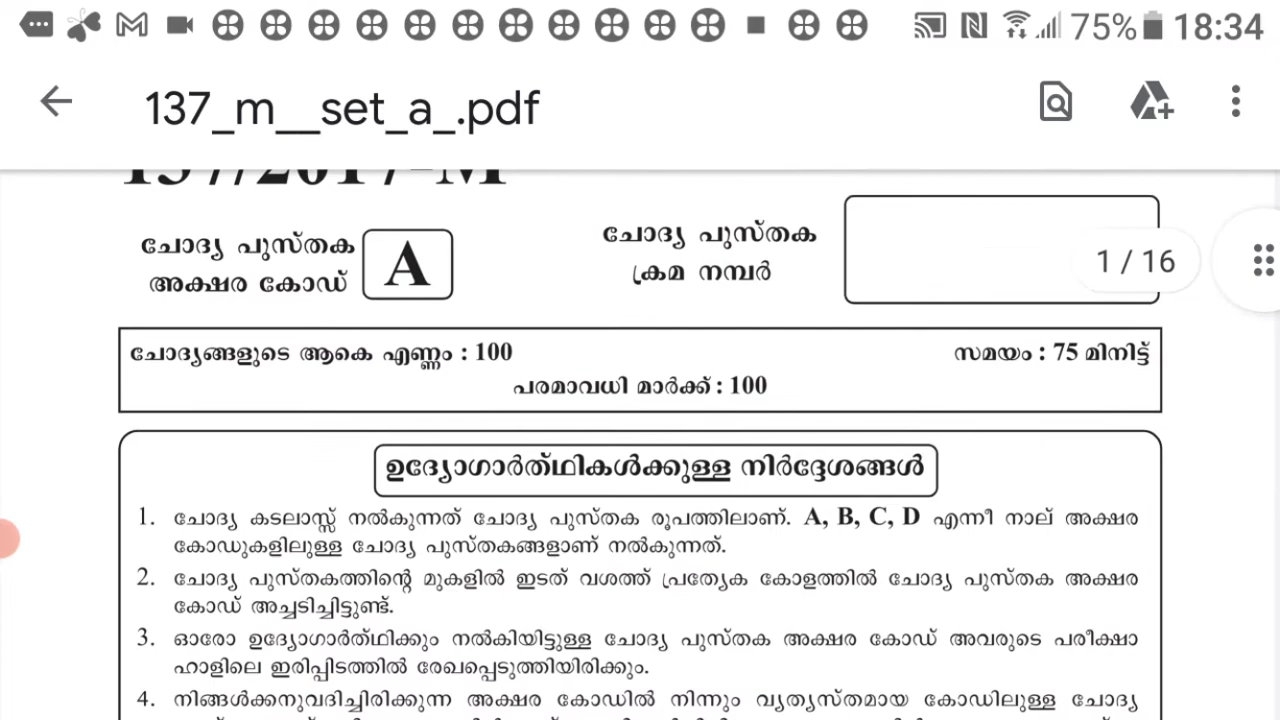 75% 18:34
137_m__set_a_.pdf
137/2017-M
ചോദ്യ പുസ്തക
അക്ഷര കോഡ്
A
ചോദ്യ പുസ്തക
ക്രമ നമ്പർ
1 / 16
ചോദ്യങ്ങളുടെ ആകെ എണ്ണം : 100
സമയം : 75 മിനിട്ട്
പരമാവധി മാർക്ക് : 100
ഉദ്യോഗാർത്ഥികൾക്കുള്ള നിർദ്ദേശങ്ങൾ
1. ചോദ്യ കടലാസ്സ് നൽകുന്നത് ചോദ്യ പുസ്തക രൂപത്തിലാണ്. A, B, C, D എന്നീ നാല് അക്ഷര
കോഡുകളിലുള്ള ചോദ്യ പുസ്തകങ്ങളാണ് നൽകുന്നത്.
2. ചോദ്യ പുസ്തകത്തിന്റെ മുകളിൽ ഇടത് വശത്ത് പ്രത്യേക കോളത്തിൽ ചോദ്യ പുസ്തക അക്ഷര
കോഡ് അച്ചടിച്ചിട്ടുണ്ട്.
3. ഓരോ ഉദ്യോഗാർത്ഥിക്കും നൽകിയിട്ടുള്ള ചോദ്യ പുസ്തക അക്ഷര കോഡ് അവരുടെ പരീക്ഷാ
ഹാളിലെ ഇരിപ്പിടത്തിൽ രേഖപ്പെടുത്തിയിരിക്കും.
4. നിങ്ങൾക്കനുവദിച്ചിരിക്കുന്ന അക്ഷര കോഡിൽ നിന്നും വ്യത്യസ്തമായ കോഡിലുള്ള ചോദ്യ